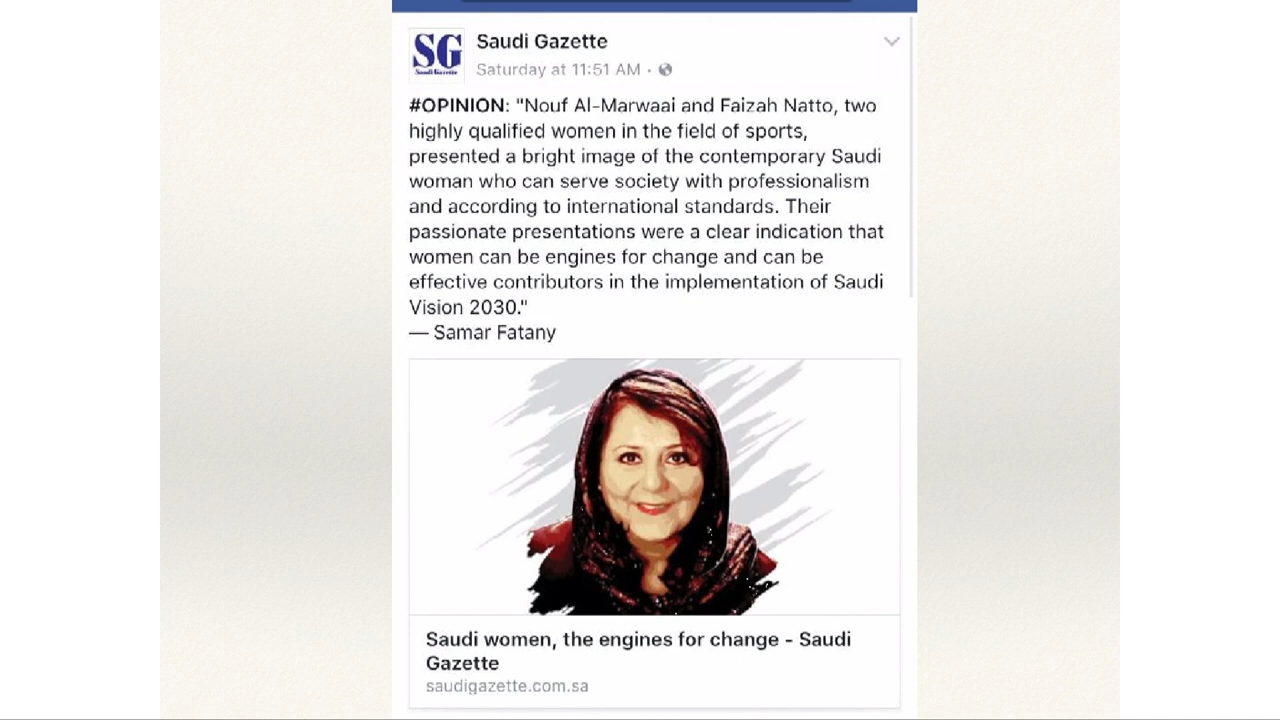 SG
Saudi Gazette
Saudi Gazette
Saturday at 11:51 AM ·
#OPINION: "Nouf Al-Marwaai and Faizah Natto, two
highly qualified women in the field of sports,
presented a bright image of the contemporary Saudi
woman who can serve society with professionalism
and according to international standards. Their
passionate presentations were a clear indication that
women can be engines for change and can be
effective contributors in the implementation of Saudi
Vision 2030."
— Samar Fatany
Saudi women, the engines for change - Saudi
Gazette
saudigazette.com.sa